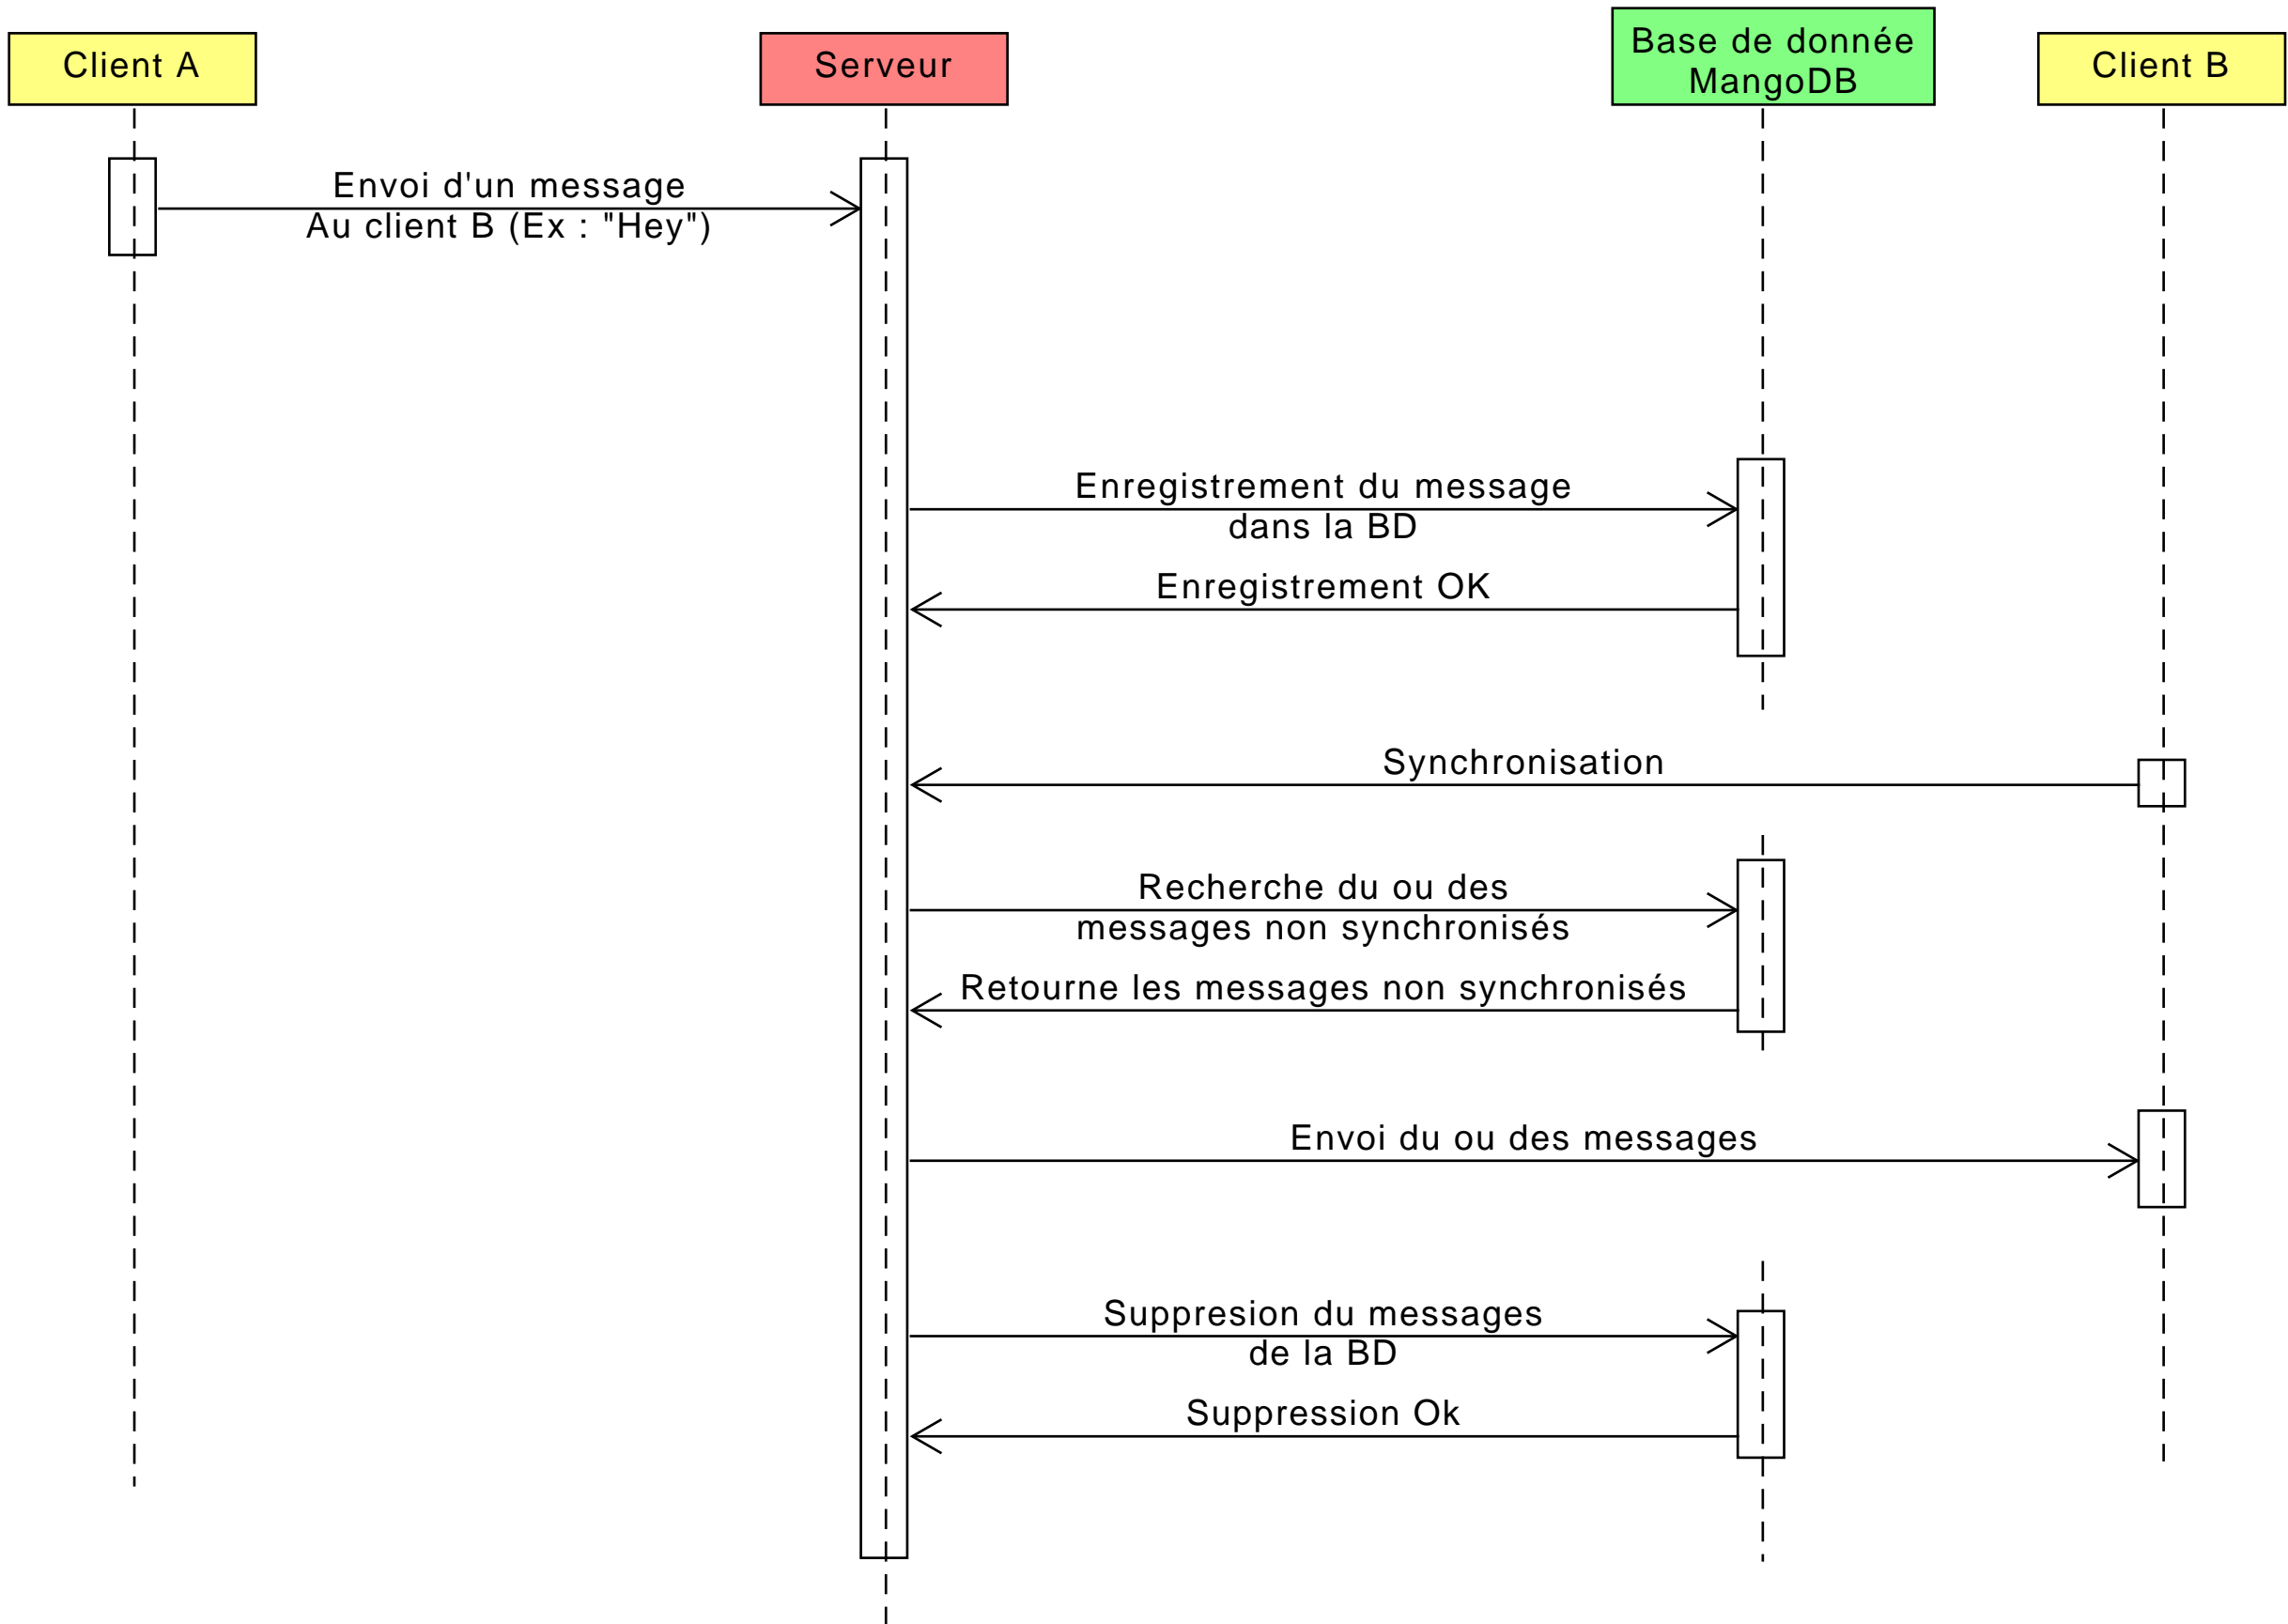 Client A
Serveur
Base de donnée
MangoDB
Client B
Envoi d'un message
Au client B (Ex : "Hey")
Enregistrement du message
dans la BD
Enregistrement OK
Synchronisation
Recherche du ou des
messages non synchronisés
Retourne les messages non synchronisés
Envoi du ou des messages
Suppresion du messages
de la BD
Suppression Ok